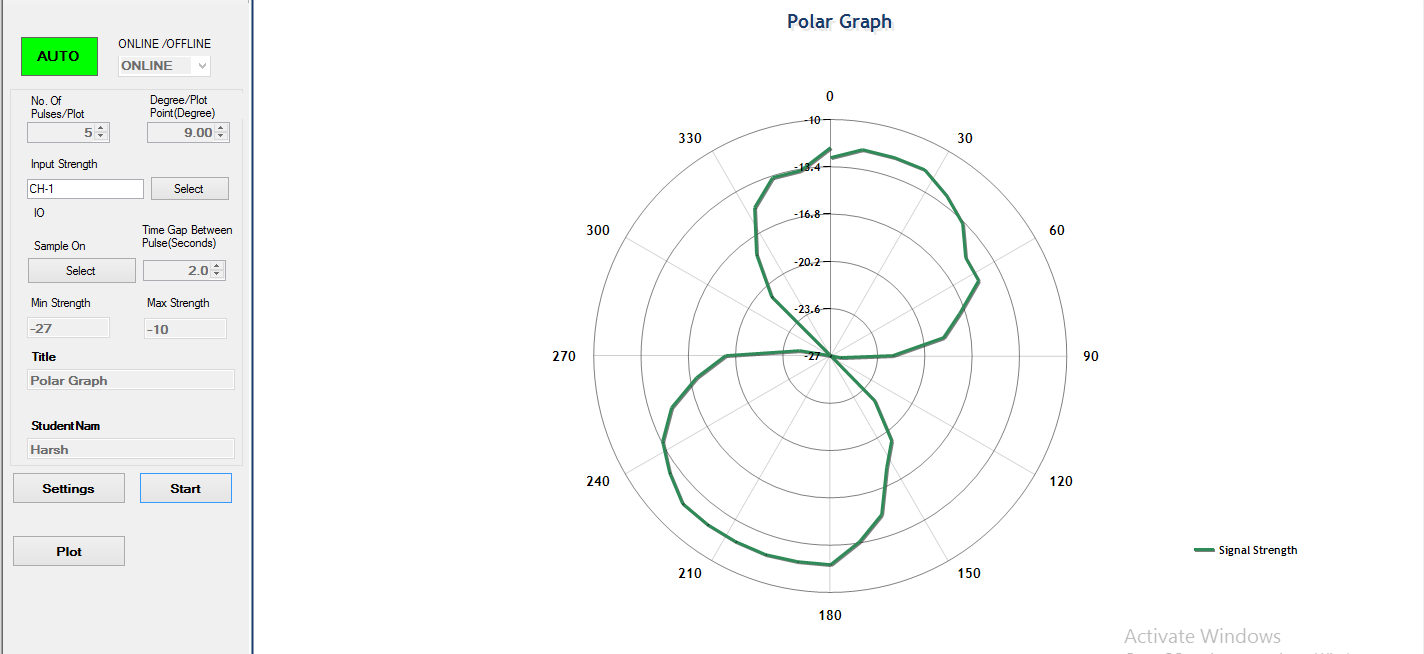 Polar Graph
AUTO
ONLINE /OFFLINE
ONLINE
No. Of
Pulses/Plot
Degree/Plot
Point(Degree)
5
9.00
Input Strength
CH-1
Select
IO
Sample On
Time Gap Between
Pulse(Seconds)
Select
2.0
Min Strength
Max Strength
-27
-10
Title
Polar Graph
StudentNam
Harsh
Settings
Start
Plot
0
30
60
90
120
150
180
210
240
270
300
330
-10
-13.4
-16.8
-20.2
-23.6
-27
Signal Strength
Activate Windows